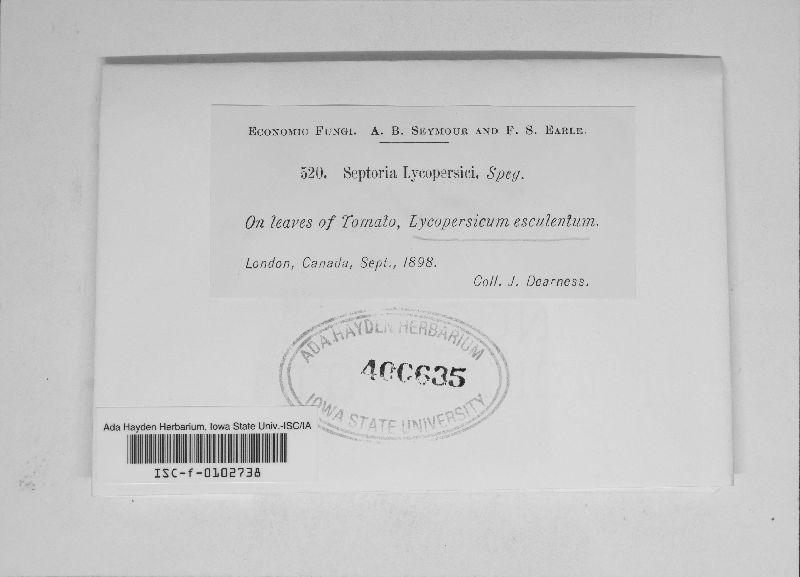 Economic Fungi. A. B. Seymour and F. S. Earle.
520. Septoria Lycopersici, Speg.
On leaves of Tomato, Lycopersicum esculentum.
London, Canada, Sept., 1898.
Coll. J. Dearness.
ADA HAYDEN HERBARIUM
400635
IOWA STATE UNIVERSITY
Ada Hayden Herbarium, Iowa State Univ.-ISC/IA
ISC-f-0102738